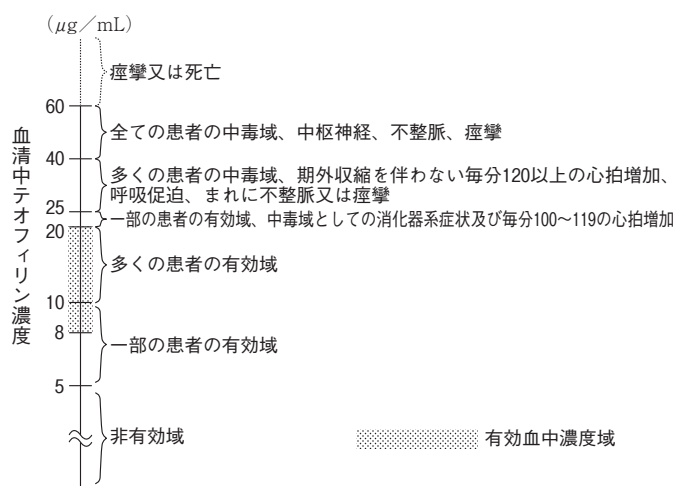 (μg／mL)
痙攣又は死亡
60
全ての患者の中毒域、中枢神経、不整脈、痙攣
40
多くの患者の中毒域、期外収縮を伴わない毎分120以上の心拍増加、
呼吸促迫、まれに不整脈又は痙攣
25
一部の患者の有効域、中毒域としての消化器系症状及び毎分100～119の心拍増加
20
多くの患者の有効域
10
8
一部の患者の有効域
5
非有効域
有効血中濃度域
血清中テオフィリン濃度